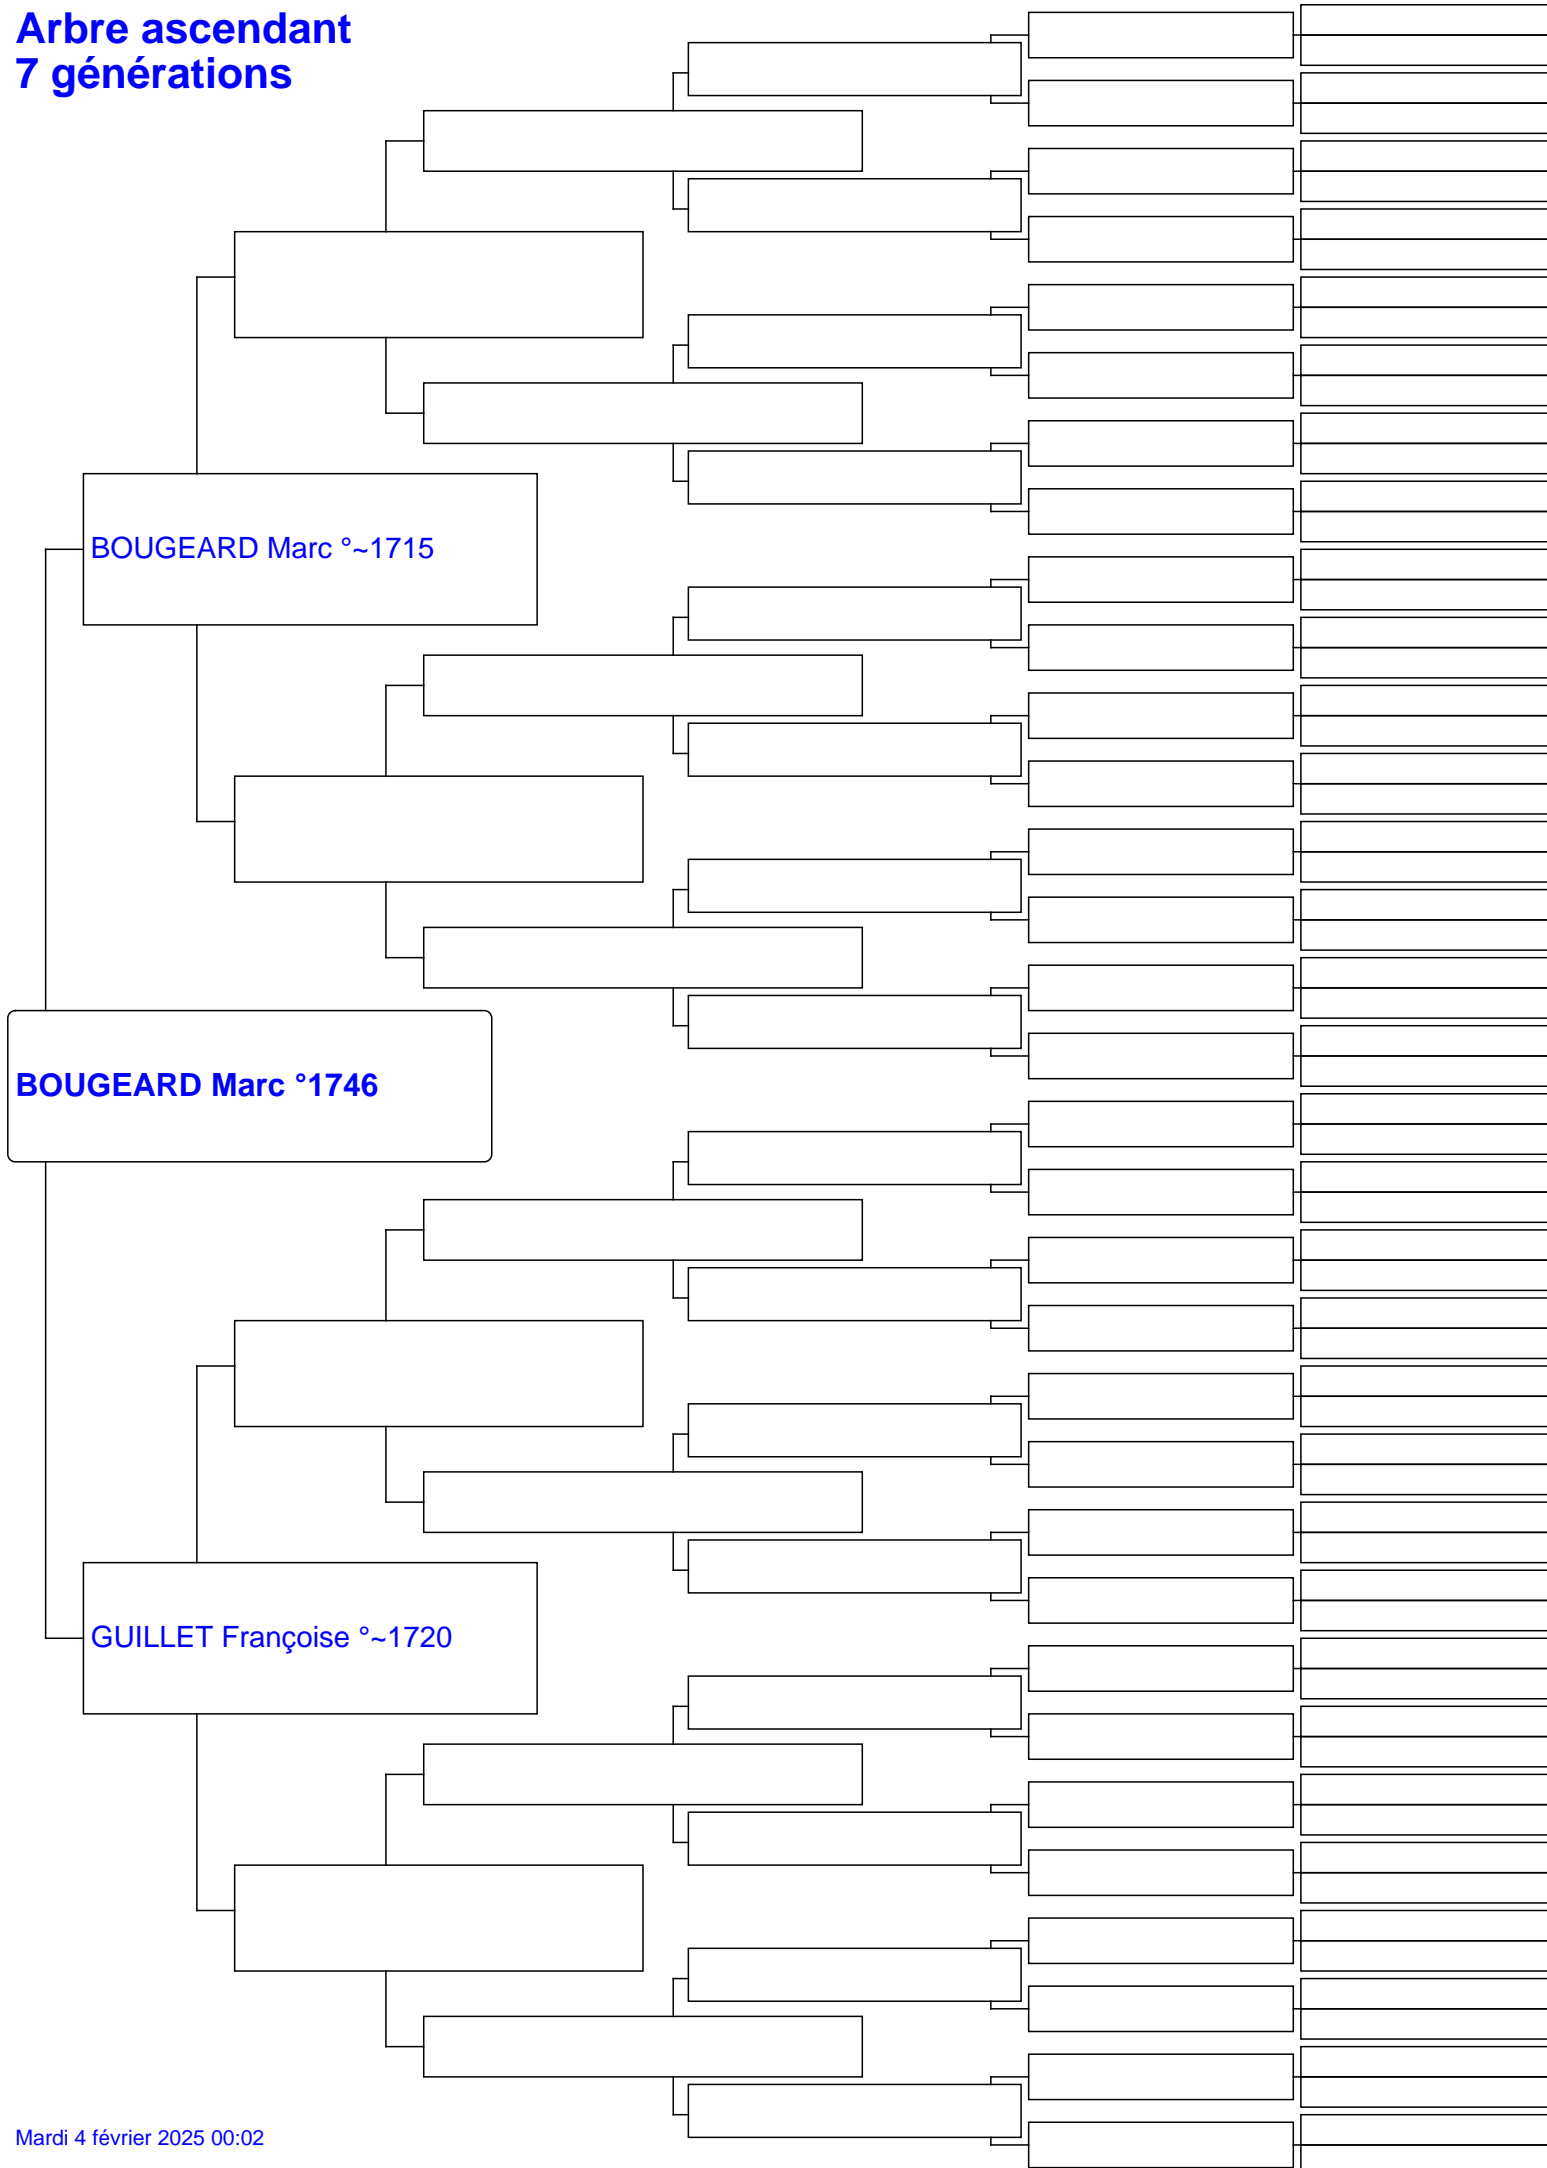 Arbre ascendant
7 générations
BOUGEARD Marc °~1715
BOUGEARD Marc °1746
GUILLET Françoise °~1720
Mardi 4 février 2025 00:02